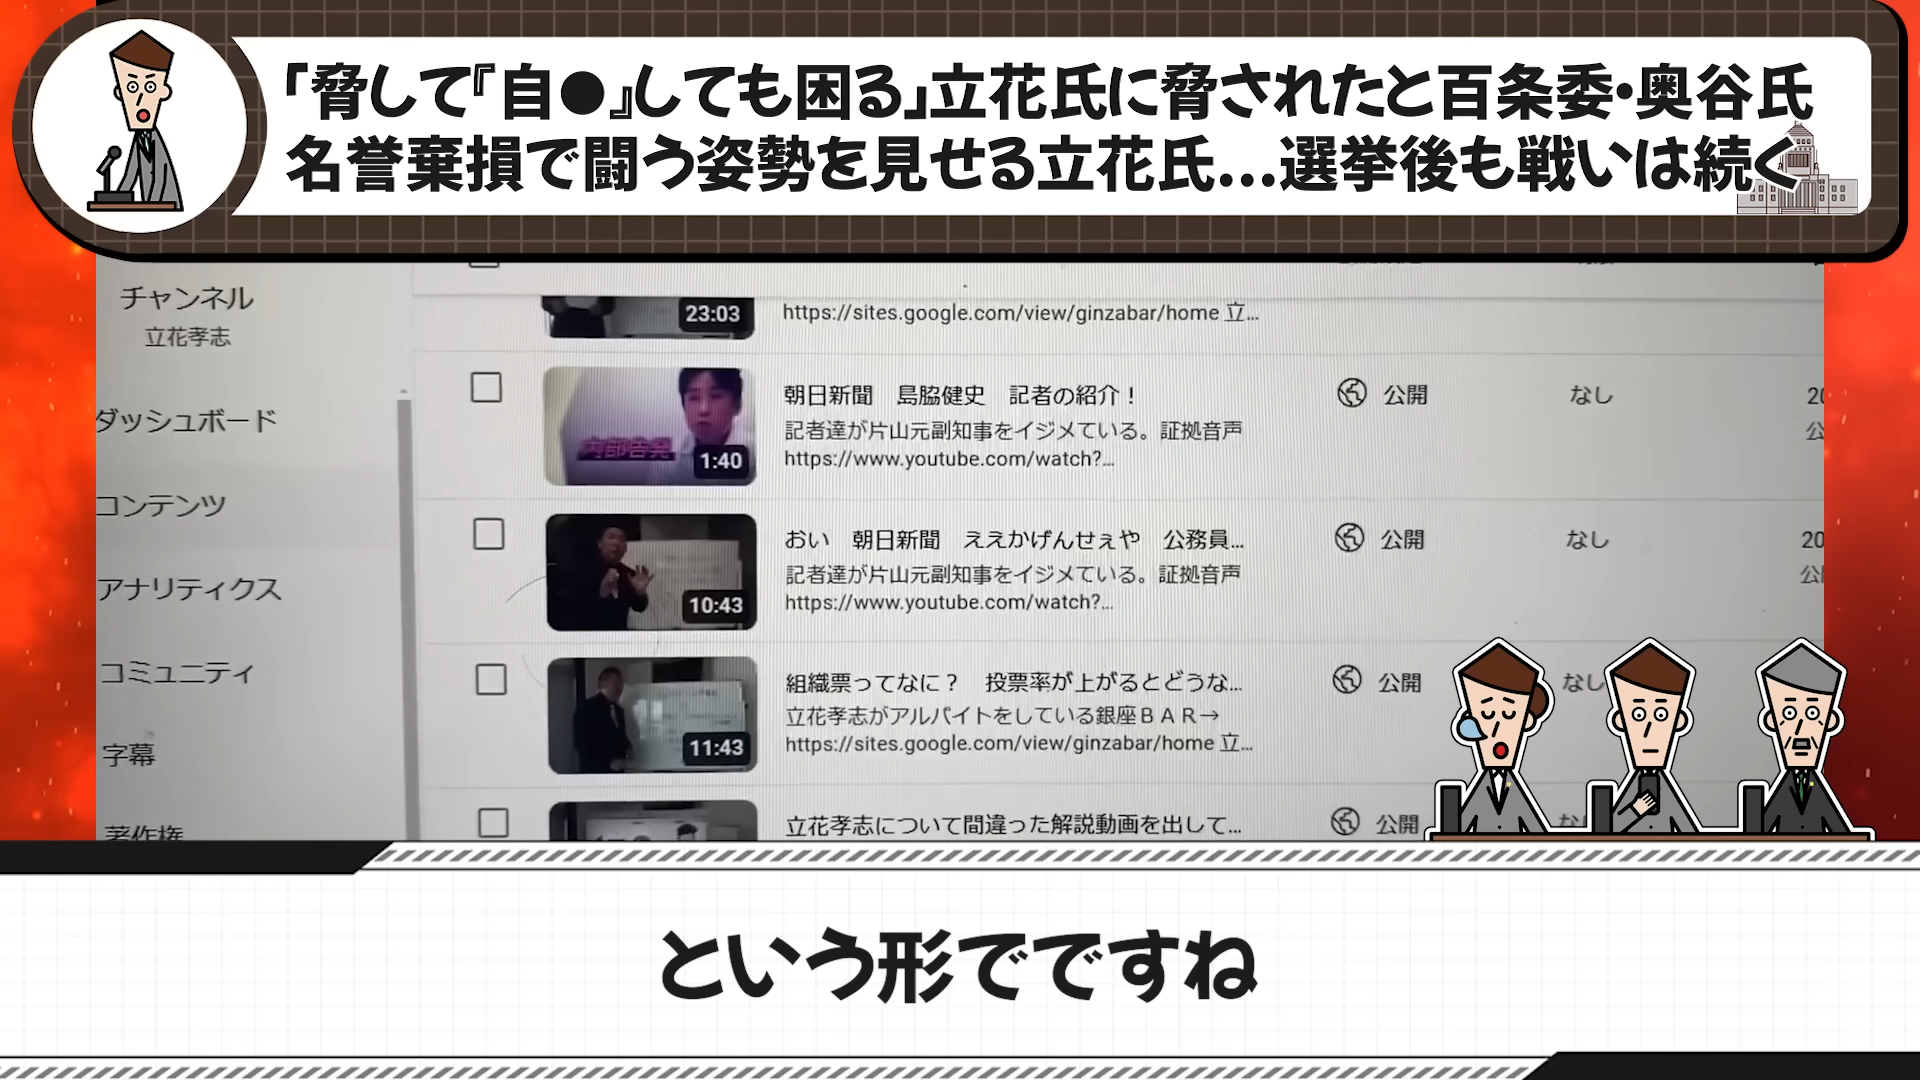 「脅して『自●』しても困る」立花氏に脅されたと百条委・奥谷氏
名誉棄損で闘う姿勢を見せる立花氏…選挙後も戦いは続く
チャンネル
立花孝志
ダッシュボード
コンテンツ
アナリティクス
コミュニティ
字幕
著作権
23:03
https://sites.google.com/view/ginzabar/home 立...
内部告発
1:40
朝日新聞　島脇健史　記者の紹介！
記者達が片山元副知事をイジメている。証拠音声
https://www.youtube.com/watch?...
公開
なし
20
公
10:43
おい　朝日新聞　ええかげんせぇや　公務員...
記者達が片山元副知事をイジメている。証拠音声
https://www.youtube.com/watch?...
公開
なし
20
公
11:43
組織票ってなに？　投票率が上がるとどうな...
立花孝志がアルバイトをしている銀座ＢＡＲ→
https://sites.google.com/view/ginzabar/home 立...
公開
なし
立花孝志について間違った解説動画を出して...
公開
という形でですね